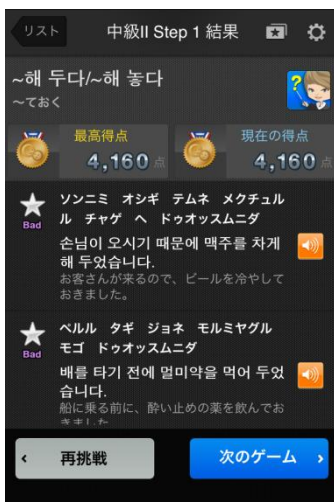 リスト
中級II Step 1 結果
~해 두다/~해 놓다
～ておく
最高得点
現在の得点
4,160 点
4,160 点
ソンニミ オシギ テムネ メクチュル
ル チャゲ ヘ ドゥオッスムニダ
Bad
손님이 오시기 때문에 맥주를 차게
해 두었습니다.
お客さんが来るので、ビールを冷やして
おきました。
ペルル タギ ジョネ モルミヤグル
モゴ ドゥオッスムニダ
Bad
배를 타기 전에 멀미약을 먹어 두었
습니다.
船に乗る前に、酔い止めの薬を飲んでお
きました
再挑戦
次のゲーム